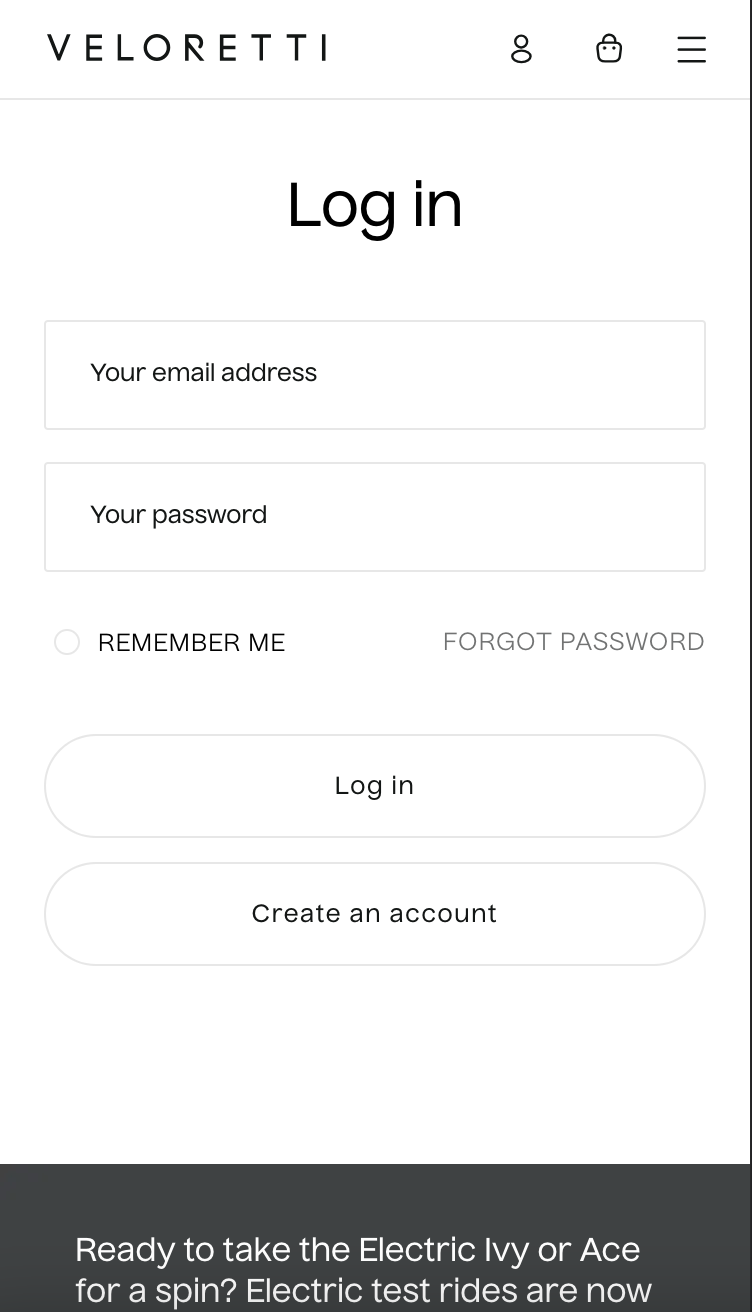 VELORETTI
Log in
Your email address
Your password
REMEMBER ME
FORGOT PASSWORD
Log in
Create an account
Ready to take the Electric Ivy or Ace
for a spin? Electric test rides are now